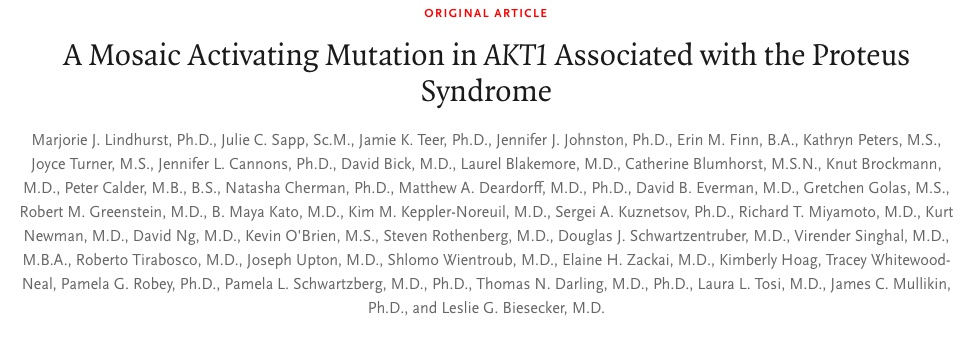 ORIGINAL ARTICLE
A Mosaic Activating Mutation in AKT1 Associated with the Proteus
Syndrome
Marjorie J. Lindhurst, Ph.D., Julie C. Sapp, Sc.M., Jamie K. Teer, Ph.D., Jennifer J. Johnston, Ph.D., Erin M. Finn, B.A., Kathryn Peters, M.S.,
Joyce Turner, M.S., Jennifer L. Cannons, Ph.D., David Bick, M.D., Laurel Blakemore, M.D., Catherine Blumhorst, M.S.N., Knut Brockmann,
M.D., Peter Calder, M.B., B.S., Natasha Cherman, Ph.D., Matthew A. Deardorff, M.D., Ph.D., David B. Everman, M.D., Gretchen Golas, M.S.,
Robert M. Greenstein, M.D., B. Maya Kato, M.D., Kim M. Keppler-Noreuil, M.D., Sergei A. Kuznetsov, Ph.D., Richard T. Miyamoto, M.D., Kurt
Newman, M.D., David Ng, M.D., Kevin O'Brien, M.S., Steven Rothenberg, M.D., Douglas J. Schwartzentruber, M.D., Virender Singhal, M.D.,
M.B.A., Roberto Tirabosco, M.D., Joseph Upton, M.D., Shlomo Wientroub, M.D., Elaine H. Zackai, M.D., Kimberly Hoag, Tracey Whitewood-
Neal, Pamela G. Robey, Ph.D., Pamela L. Schwartzberg, M.D., Ph.D., Thomas N. Darling, M.D., Ph.D., Laura L. Tosi, M.D., James C. Mullikin,
Ph.D., and Leslie G. Biesecker, M.D.